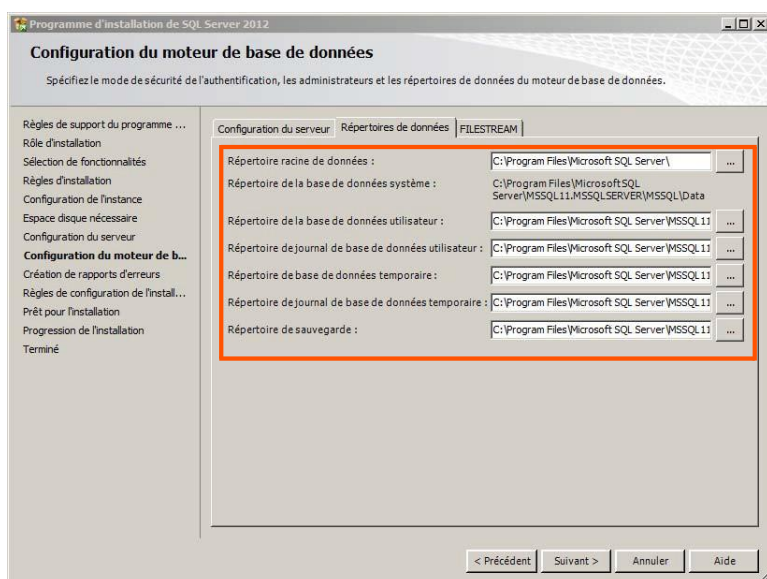 Programme d'installation de SQL Server 2012
Configuration du moteur de base de données
Spécifiez le mode de sécurité de l'authentification, les administrateurs et les répertoires de données du moteur de base de données.
Règles de support du programme ...
Rôle d'installation
Sélection de fonctionnalités
Règles d'installation
Configuration de l'instance
Espace disque nécessaire
Configuration du serveur
Configuration du moteur de b...
Création de rapports d'erreurs
Règles de configuration de l'install...
Prêt pour l'installation
Progression de l'installation
Terminé
Configuration du serveur Répertoires de données FILESTREAM
Répertoire racine de données : C:\Program Files\Microsoft SQL Server\ ...
Répertoire de la base de données système : C:\Program Files\Microsoft SQL
Server\MSSQL11.MSSQLSERVER\MSSQL\Data
Répertoire de la base de données utilisateur : C:\Program Files\Microsoft SQL Server\MSSQL11 ...
Répertoire de journal de base de données utilisateur : C:\Program Files\Microsoft SQL Server\MSSQL11 ...
Répertoire de base de données temporaire : C:\Program Files\Microsoft SQL Server\MSSQL11 ...
Répertoire de journal de base de données temporaire : C:\Program Files\Microsoft SQL Server\MSSQL11 ...
Répertoire de sauvegarde : C:\Program Files\Microsoft SQL Server\MSSQL11 ...
< Précédent Suivant > Annuler Aide